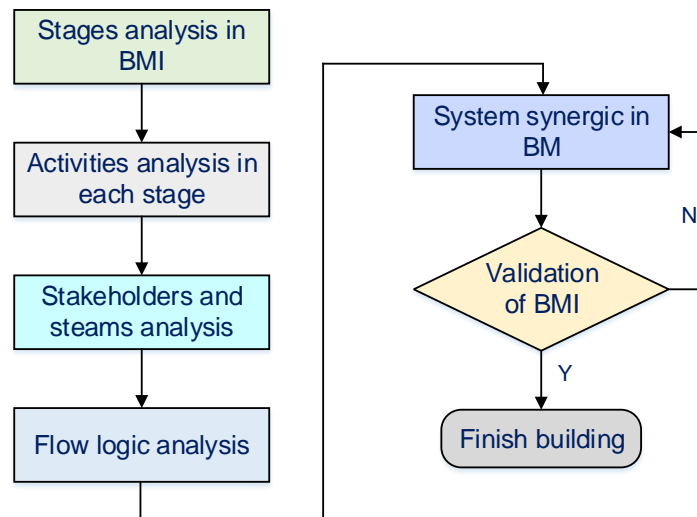 Stages analysis in
BMI
Activities analysis in
each stage
Stakeholders and
steams analysis
Flow logic analysis
System synergic in
BM
N
Validation
of BMI
Y
Finish building